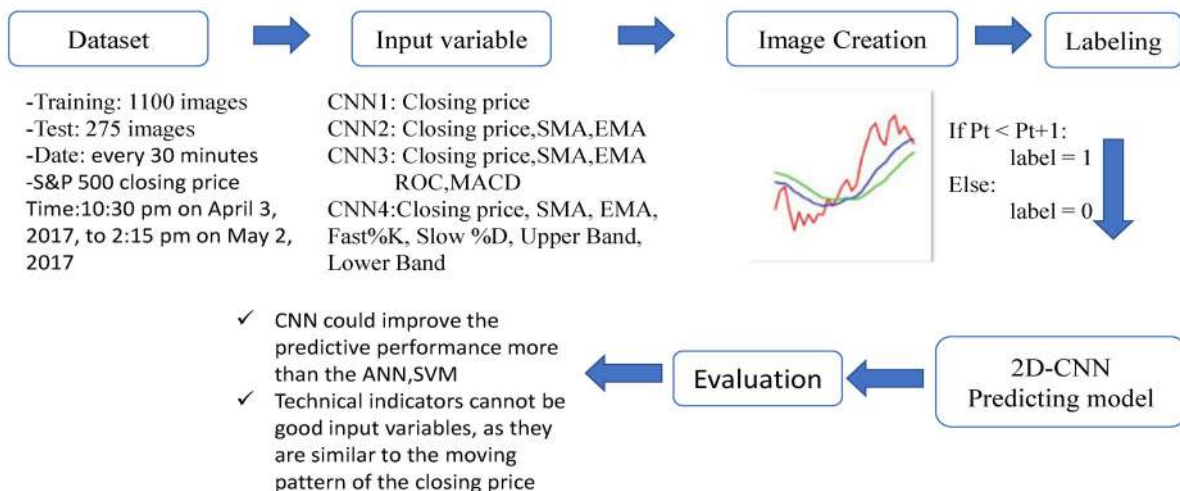 Dataset
Input variable
Image Creation
Labeling
-Training: 1100 images
-Test: 275 images
-Date: every 30 minutes
-S&P 500 closing price
Time:10:30 pm on April 3,
2017, to 2:15 pm on May 2,
2017
CNN1: Closing price
CNN2: Closing price,SMA,EMA
CNN3: Closing price,SMA,EMA
ROC,MACD
CNN4:Closing price, SMA, EMA,
Fast%K, Slow %D, Upper Band,
Lower Band
If Pt < Pt+1:
label = 1
Else:
label = 0
2D-CNN
Predicting model
Evaluation
✓ CNN could improve the
predictive performance more
than the ANN,SVM
✓ Technical indicators cannot be
good input variables, as they
are similar to the moving
pattern of the closing price